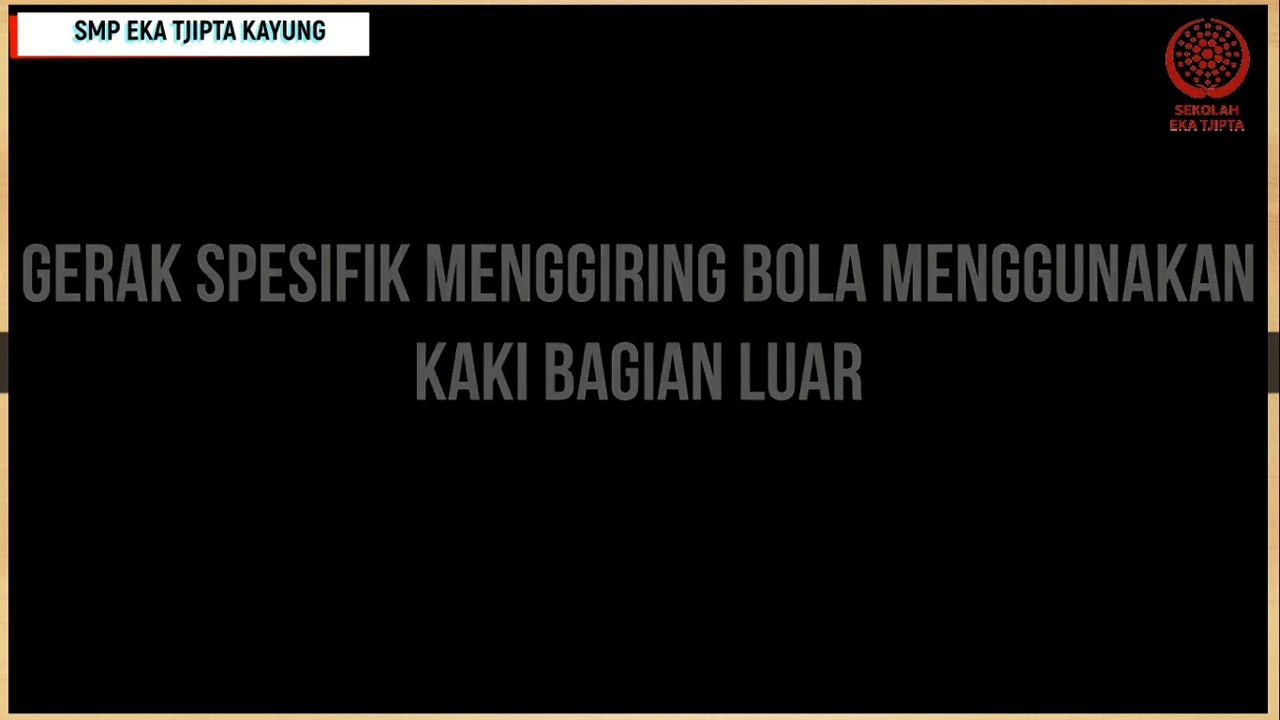 SMP EKA TJIPTA KAYUNG
SEKOLAH
EKA TJIPTA
GERAK SPESIFIK MENGGIRING BOLA MENGGUNAKAN
KAKI BAGIAN LUAR